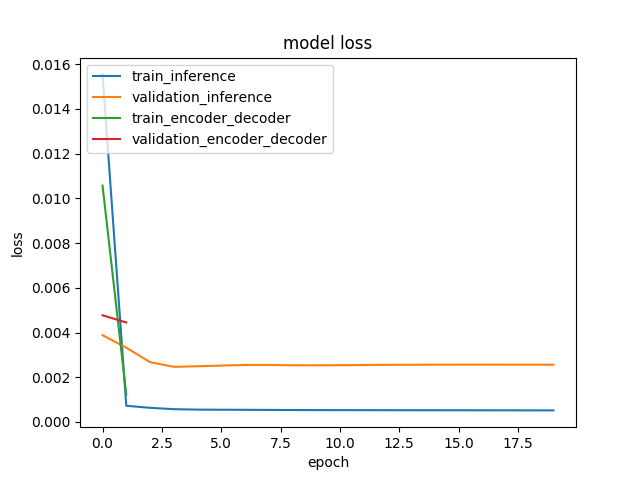 model loss
train_inference
validation_inference
train_encoder_decoder
validation_encoder_decoder
0.016
0.014
0.012
0.010
0.008
0.006
0.004
0.002
0.000
loss
0.0 2.5 5.0 7.5 10.0 12.5 15.0 17.5
epoch